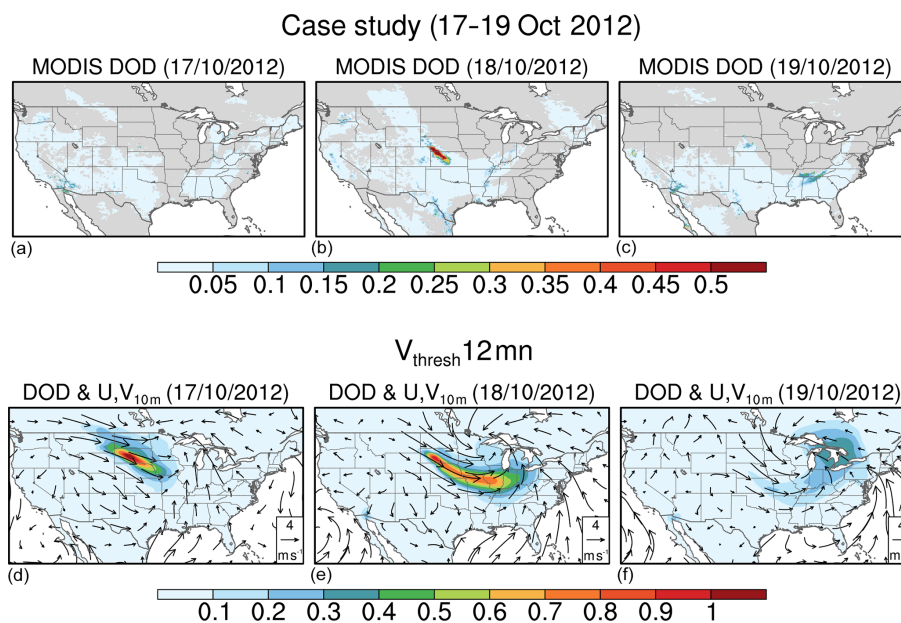 Case study (17–19 Oct 2012)
MODIS DOD (17/10/2012) MODIS DOD (18/10/2012) MODIS DOD (19/10/2012)
(a) (b) (c)
0.05 0.1 0.15 0.2 0.25 0.3 0.35 0.4 0.45 0.5
Vthresh 12mn
DOD & U,V10m (17/10/2012) DOD & U,V10m (18/10/2012) DOD & U,V10m (19/10/2012)
4 4 4
ms-1 ms-1 ms
(d) (e) (f)
0.1 0.2 0.3 0.4 0.5 0.6 0.7 0.8 0.9 1